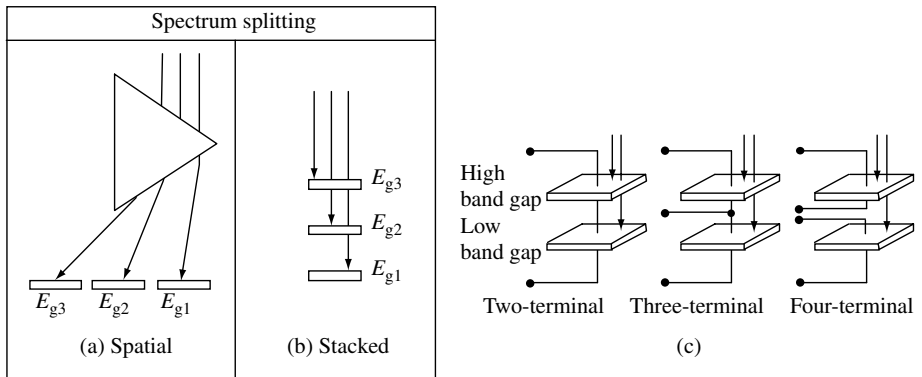 Spectrum splitting
E_g3
E_g2
E_g1
E_g3 E_g2 E_g1
(a) Spatial
(b) Stacked
High
band gap
Low
band gap
Two-terminal Three-terminal Four-terminal
(c)